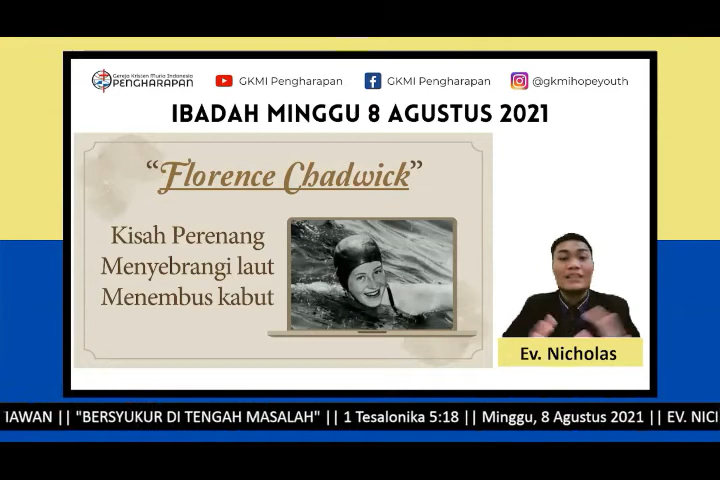 Gereja Kristen Muria Indonesia
PENGHARAPAN
GKMI Pengharapan
GKMI Pengharapan
@gkmihopeyouth
IBADAH MINGGU 8 AGUSTUS 2021
“Florence Chadwick”
Kisah Perenang
Menyebrangi laut
Menembus kabut
Ev. Nicholas
IAWAN || "BERSYUKUR DI TENGAH MASALAH" || 1 Tesalonika 5:18 || Minggu, 8 Agustus 2021 || EV. NICI